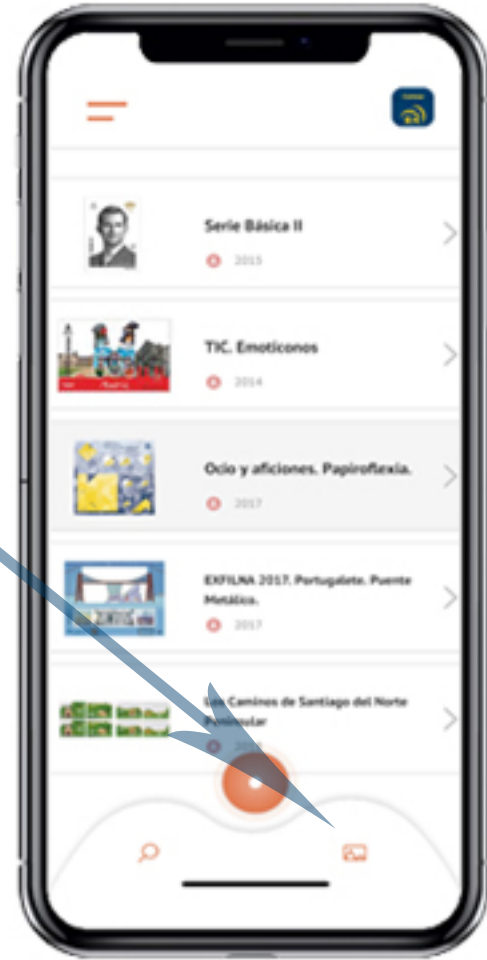 Serie Básica II
2015
TIC. Emoticonos
2014
Ocio y aficiones. Papiroflexia.
2017
EXFILNA 2017. Portugalete. Puente
Metálico.
2017
Los Caminos de Santiago del Norte
Peninsular